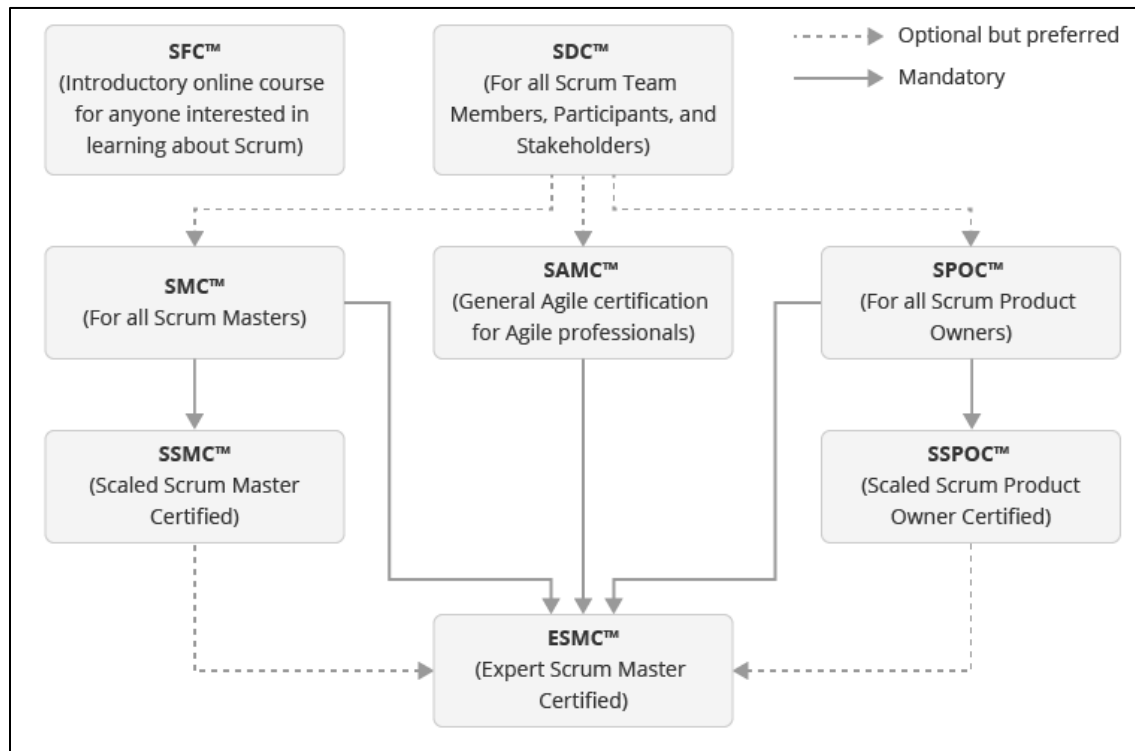 SFC™
(Introductory online course
for anyone interested in
learning about Scrum)
SDC™
(For all Scrum Team
Members, Participants, and
Stakeholders)
Optional but preferred
Mandatory
SMC™
(For all Scrum Masters)
SAMC™
(General Agile certification
for Agile professionals)
SPOC™
(For all Scrum Product
Owners)
SSMC™
(Scaled Scrum Master
Certified)
SSPOC™
(Scaled Scrum Product
Owner Certified)
ESMC™
(Expert Scrum Master
Certified)